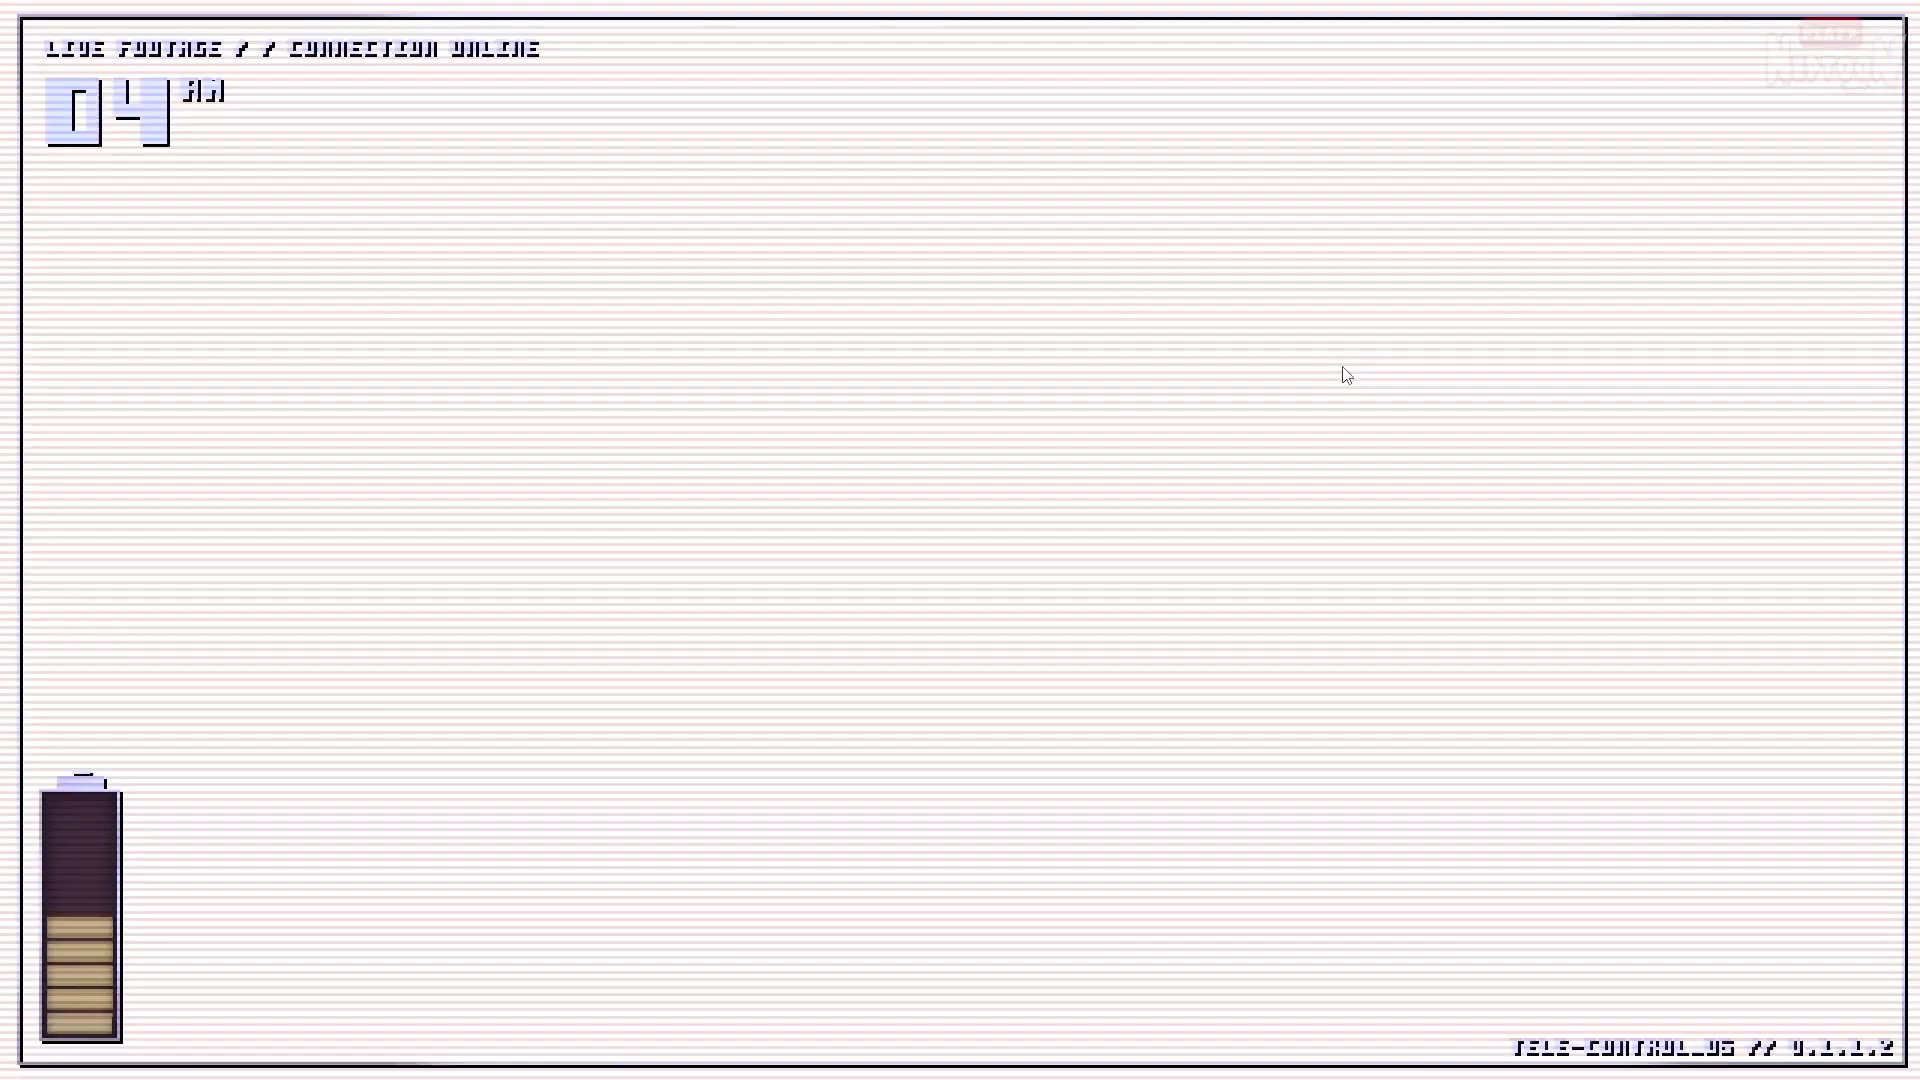 LIVE FOOTAGE / / CONNECTION ONLINE
04 AM
TELE-CONTROL_OS // 0.1.1.2